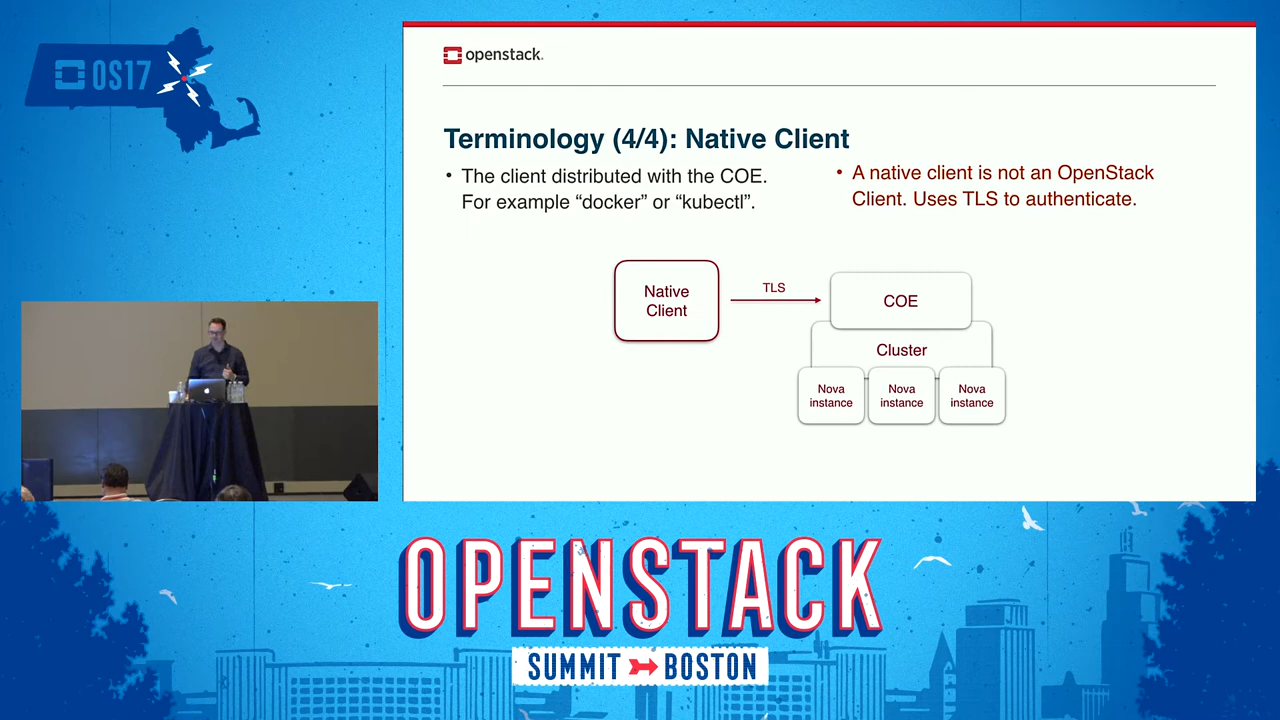 OS17
openstack.
Terminology (4/4): Native Client
• The client distributed with the COE.
For example “docker” or “kubectl”.
• A native client is not an OpenStack
Client. Uses TLS to authenticate.
Native
Client
TLS
COE
Cluster
Nova
instance
Nova
instance
Nova
instance
OPENSTACK
SUMMIT BOSTON